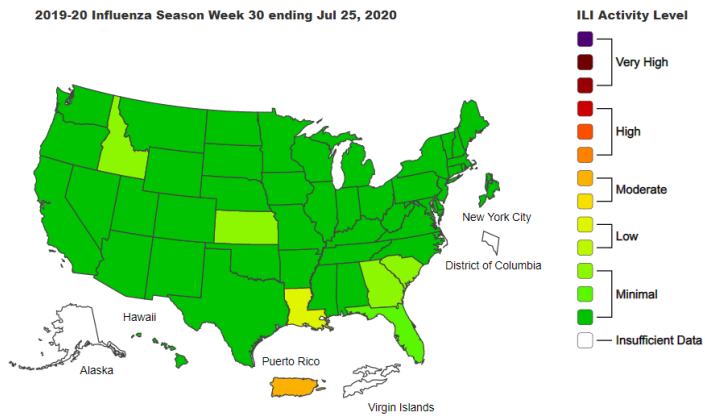 2019-20 Influenza Season Week 30 ending Jul 25, 2020
ILI Activity Level
Very High
High
Moderate
Low
Minimal
Insufficient Data
New York City
District of Columbia
Hawaii
Alaska
Puerto Rico
Virgin Islands